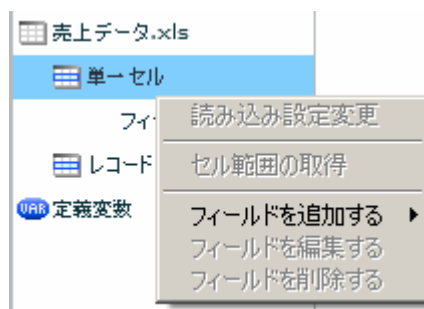 売上データ.xls
単一セル
フィー
読み込み設定変更
レコード
セル範囲の取得
VAR 定義変数
フィールドを追加する
フィールドを編集する
フィールドを削除する